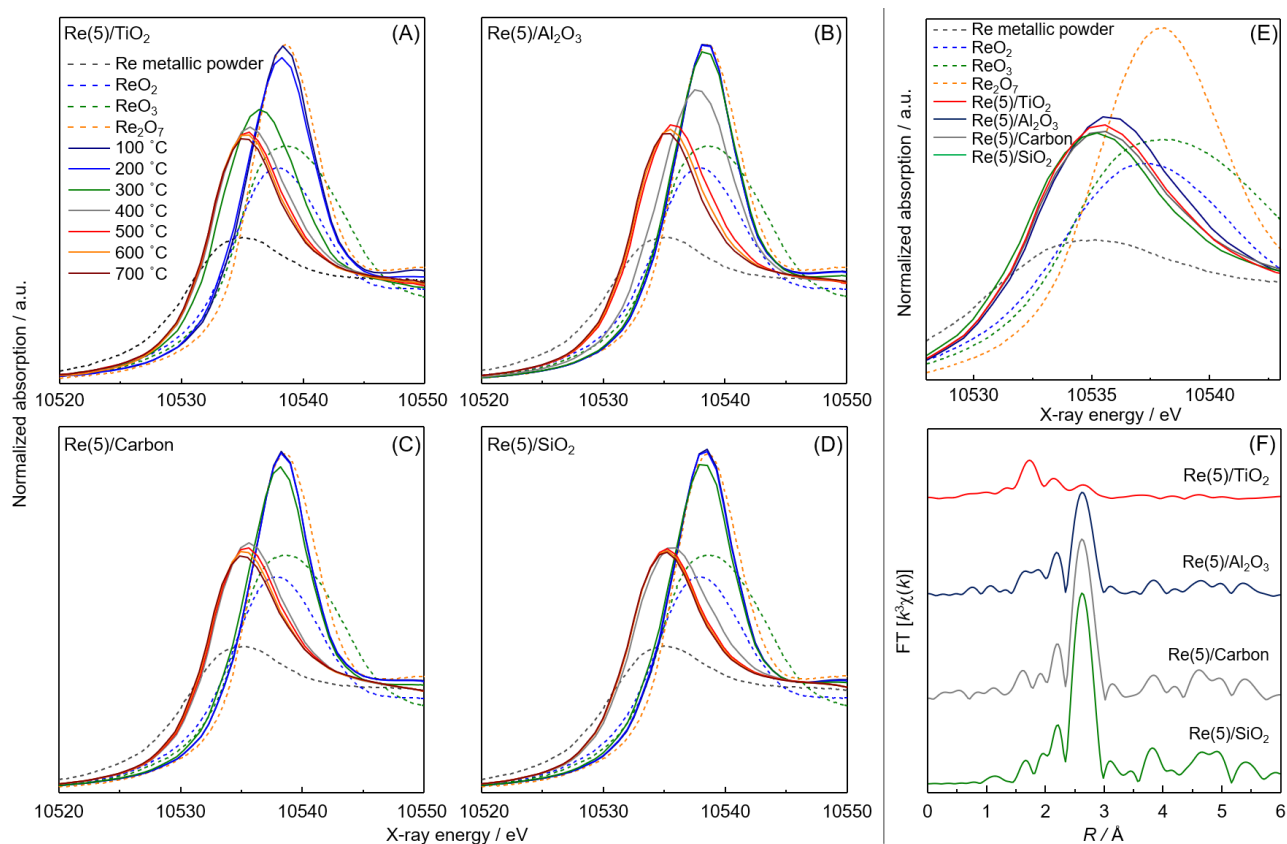 Normalized absorption / a.u.
Re(5)/TiO₂
(A)
Re metallic powder
ReO₂
ReO₃
Re₂O₇
100 ˚C
200 ˚C
300 ˚C
400 ˚C
500 ˚C
600 ˚C
700 ˚C
10520 10530 10540 10550
Re(5)/Al₂O₃
(B)
10520 10530 10540 10550
Re(5)/Carbon
(C)
10520 10530 10540 10550
Re(5)/SiO₂
(D)
10520 10530 10540 10550
X-ray energy / eV
(E)
Re metallic powder
ReO₂
ReO₃
Re₂O₇
Re(5)/TiO₂
Re(5)/Al₂O₃
Re(5)/Carbon
Re(5)/SiO₂
Normalized absorption / a.u.
10530 10535 10540
X-ray energy / eV
(F)
Re(5)/TiO₂
Re(5)/Al₂O₃
Re(5)/Carbon
Re(5)/SiO₂
FT [k³χ(k)]
0 1 2 3 4 5 6
R / Å